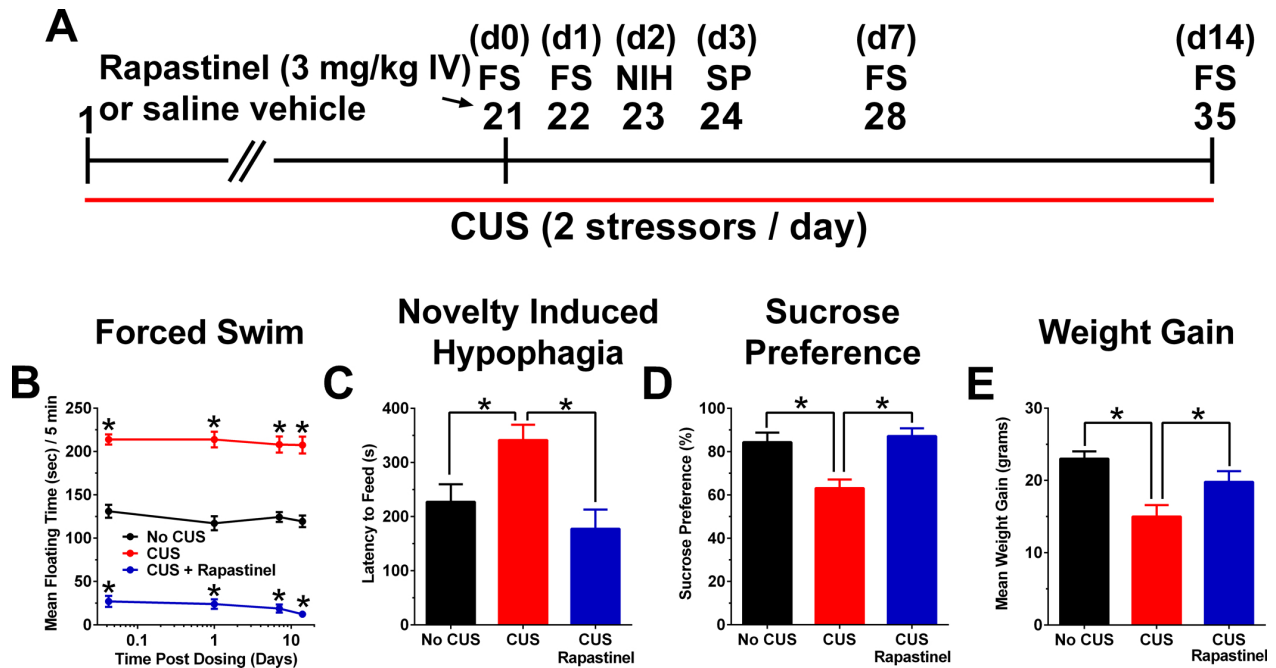 A
(d0) (d1) (d2) (d3) (d7) (d14)
Rapastinel (3 mg/kg IV) FS FS NIH SP FS FS
or saline vehicle
1 21 22 23 24 28 35
CUS (2 stressors / day)
B
Forced Swim
Mean Floating Time (sec) / 5 min
250
200
150
100
50
0
* * * *
No CUS
CUS
CUS + Rapastinel
* * * *
0.1 1 10
Time Post Dosing (Days)
C
Novelty Induced
Hypophagia
Latency to Feed (s)
400
300
200
100
0
* *
No CUS CUS CUS
Rapastinel
D
Sucrose
Preference
Sucrose Preference (%)
100
80
60
40
20
0
* *
No CUS CUS CUS
Rapastinel
E
Weight Gain
Mean Weight Gain (grams)
30
20
10
0
* *
No CUS CUS CUS
Rapastinel